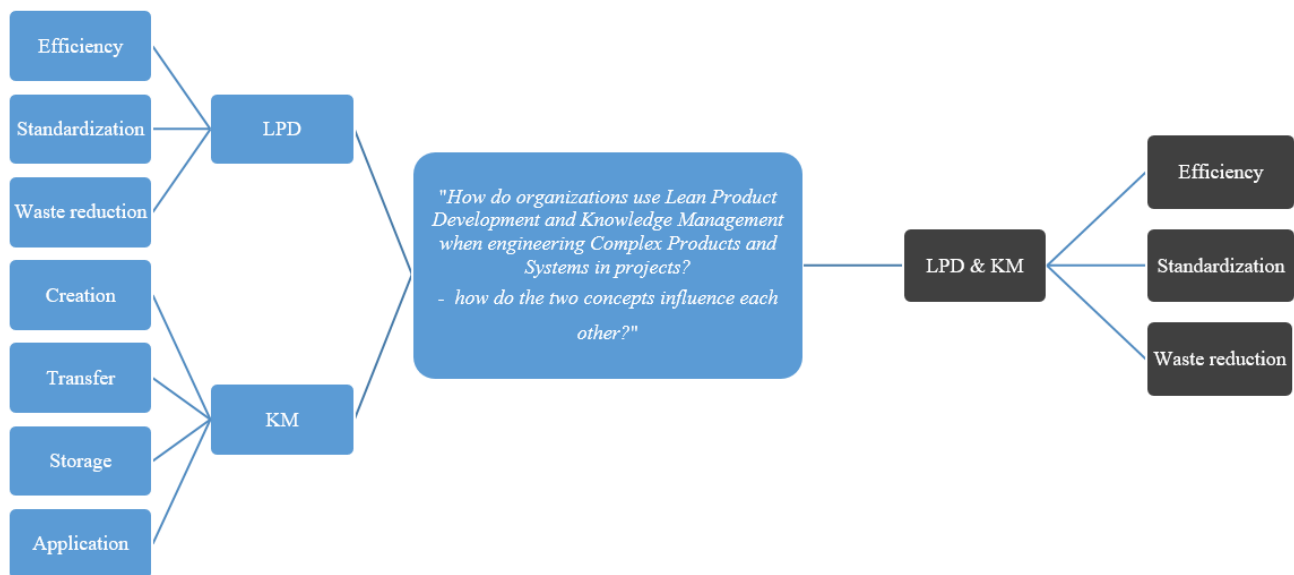 Efficiency
Standardization
Waste reduction
LPD
Creation
Transfer
Storage
Application
KM
"How do organizations use Lean Product
Development and Knowledge Management
when engineering Complex Products and
Systems in projects?
- how do the two concepts influence each
other?"
LPD & KM
Efficiency
Standardization
Waste reduction